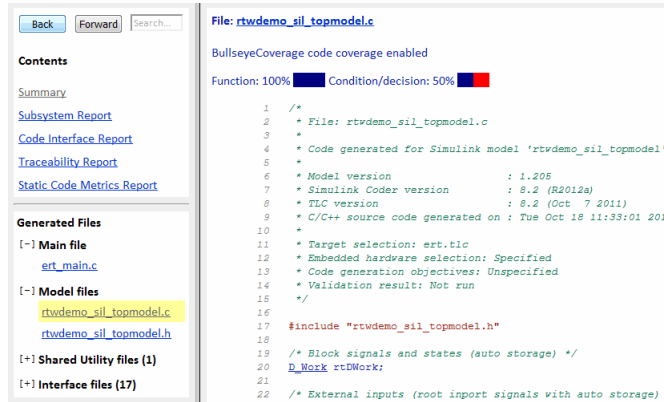 Back Forward Search...
Contents
Summary
Subsystem Report
Code Interface Report
Traceability Report
Static Code Metrics Report
Generated Files
[-] Main file
ert_main.c
[-] Model files
rtwdemo_sil_topmodel.c
rtwdemo_sil_topmodel.h
[+] Shared Utility files (1)
[+] Interface files (17)
File: rtwdemo_sil_topmodel.c
BullseyeCoverage code coverage enabled
Function: 100% Condition/decision: 50%
1 /*
2 * File: rtwdemo_sil_topmodel.c
3 *
4 * Code generated for Simulink model 'rtwdemo_sil_topmodel'
5 *
6 * Model version : 1.205
7 * Simulink Coder version : 8.2 (R2012a)
8 * TLC version : 8.2 (Oct 7 2011)
9 * C/C++ source code generated on : Tue Oct 18 11:33:01 201
10 *
11 * Target selection: ert.tlc
12 * Embedded hardware selection: Specified
13 * Code generation objectives: Unspecified
14 * Validation result: Not run
15 */
16
17 #include "rtwdemo_sil_topmodel.h"
18
19 /* Block signals and states (auto storage) */
20 D_Work rtDWork;
21
22 /* External inputs (root inport signals with auto storage)